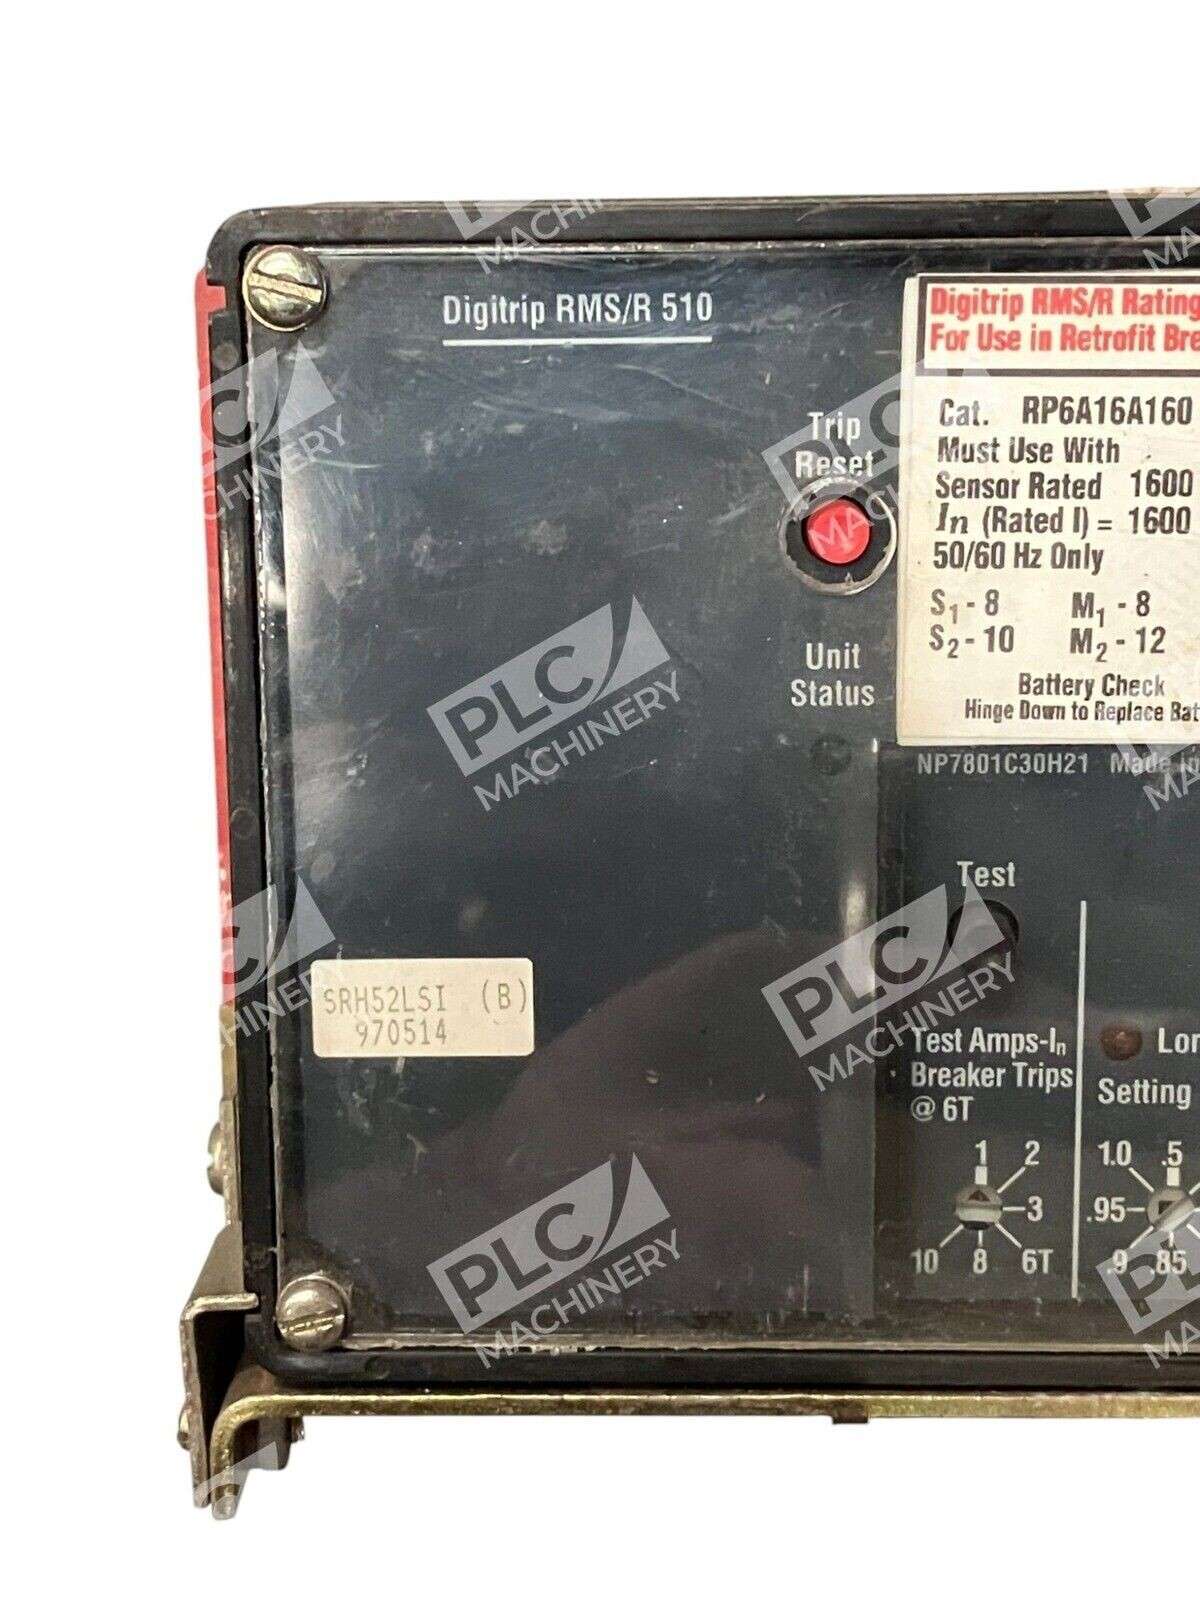 Digitrip RMS/R 510
Digitrip RMS/R Rating
For Use in Retrofit
Cat. RP6A16A160
Must Use With
Sensor Rated 1600
In (Rated I) = 1600
50/60 Hz Only
S1 - 8 M1 - 8
S2 - 10 M2 - 12
Battery Check
Hinge Down to Replace
NP7801C30H21 Made
Trip
Reset
Unit
Status
Test
Test Amps-In
Breaker Trips
@ 6T
1 2
3
10 8 6T
Setting
1.0 .5
.95
.9 .85
SRH52LSI (B)
970514
PLC
MACHINERY